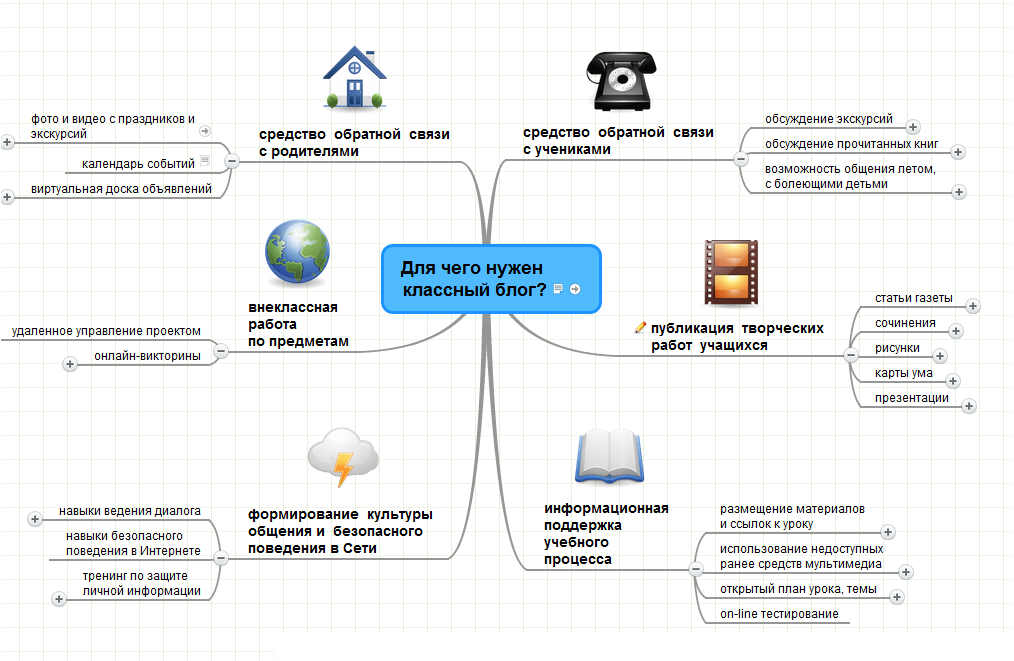 Для чего нужен
классный блог?
средство обратной связи
с родителями
фото и видео с праздников и
экскурсий
календарь событий
виртуальная доска объявлений
внеклассная
работа
по предметам
удаленное управление проектом
онлайн-викторины
формирование культуры
общения и безопасного
поведения в Сети
навыки ведения диалога
навыки безопасного
поведения в Интернете
тренинг по защите
личной информации
средство обратной связи
с учениками
обсуждение экскурсий
обсуждение прочитанных книг
возможность общения летом,
с болеющими детьми
публикация творческих
работ учащихся
статьи газеты
сочинения
рисунки
карты ума
презентации
информационная
поддержка
учебного
процесса
размещение материалов
и ссылок к уроку
использование недоступных
ранее средств мультимедиа
открытый план урока, темы
on-line тестирование